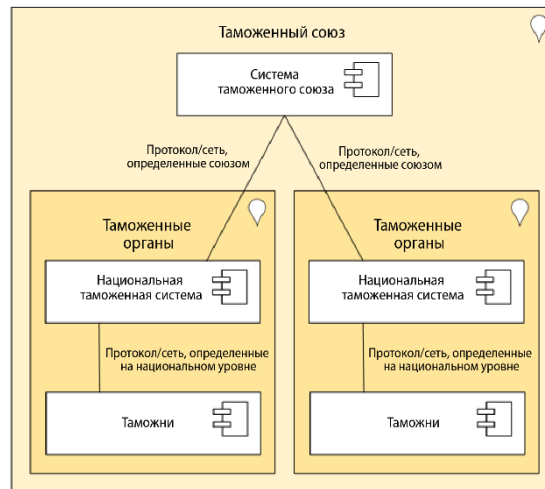 Таможенный союз
Система
таможенного союза
Протокол/сеть,
определенные союзом
Протокол/сеть,
определенные союзом
Таможенные
органы
Национальная
таможенная система
Протокол/сеть, определенные
на национальном уровне
Таможни
Таможенные
органы
Национальная
таможенная система
Протокол/сеть, определенные
на национальном уровне
Таможни